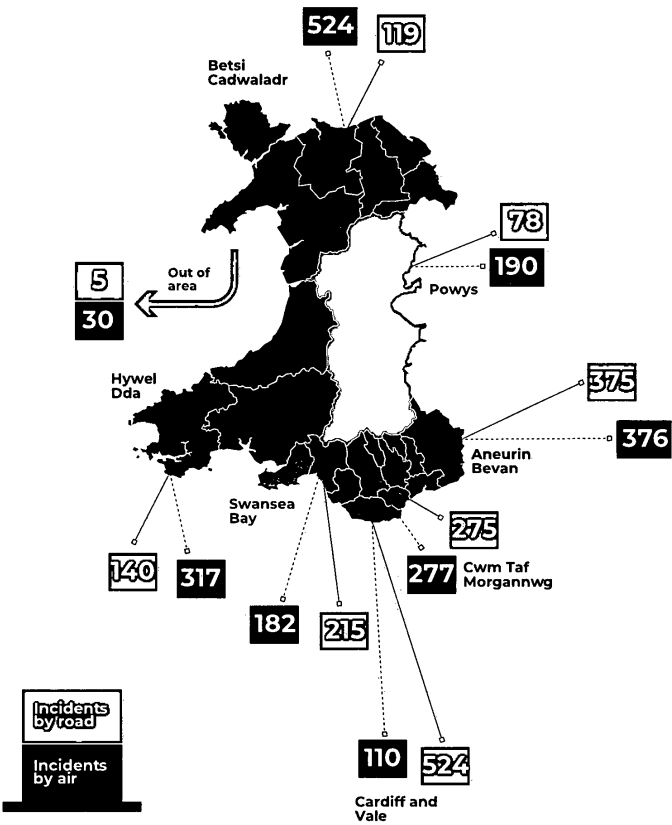 524
119
Betsi
Cadwaladr
78
190
Powys
5
30
Out of
area
Hywel
Dda
375
376
Aneurin
Bevan
Swansea
Bay
275
277
Cwm Taf
Morgannwg
140
317
182
215
Incidents
by road
Incidents
by air
110
524
Cardiff and
Vale